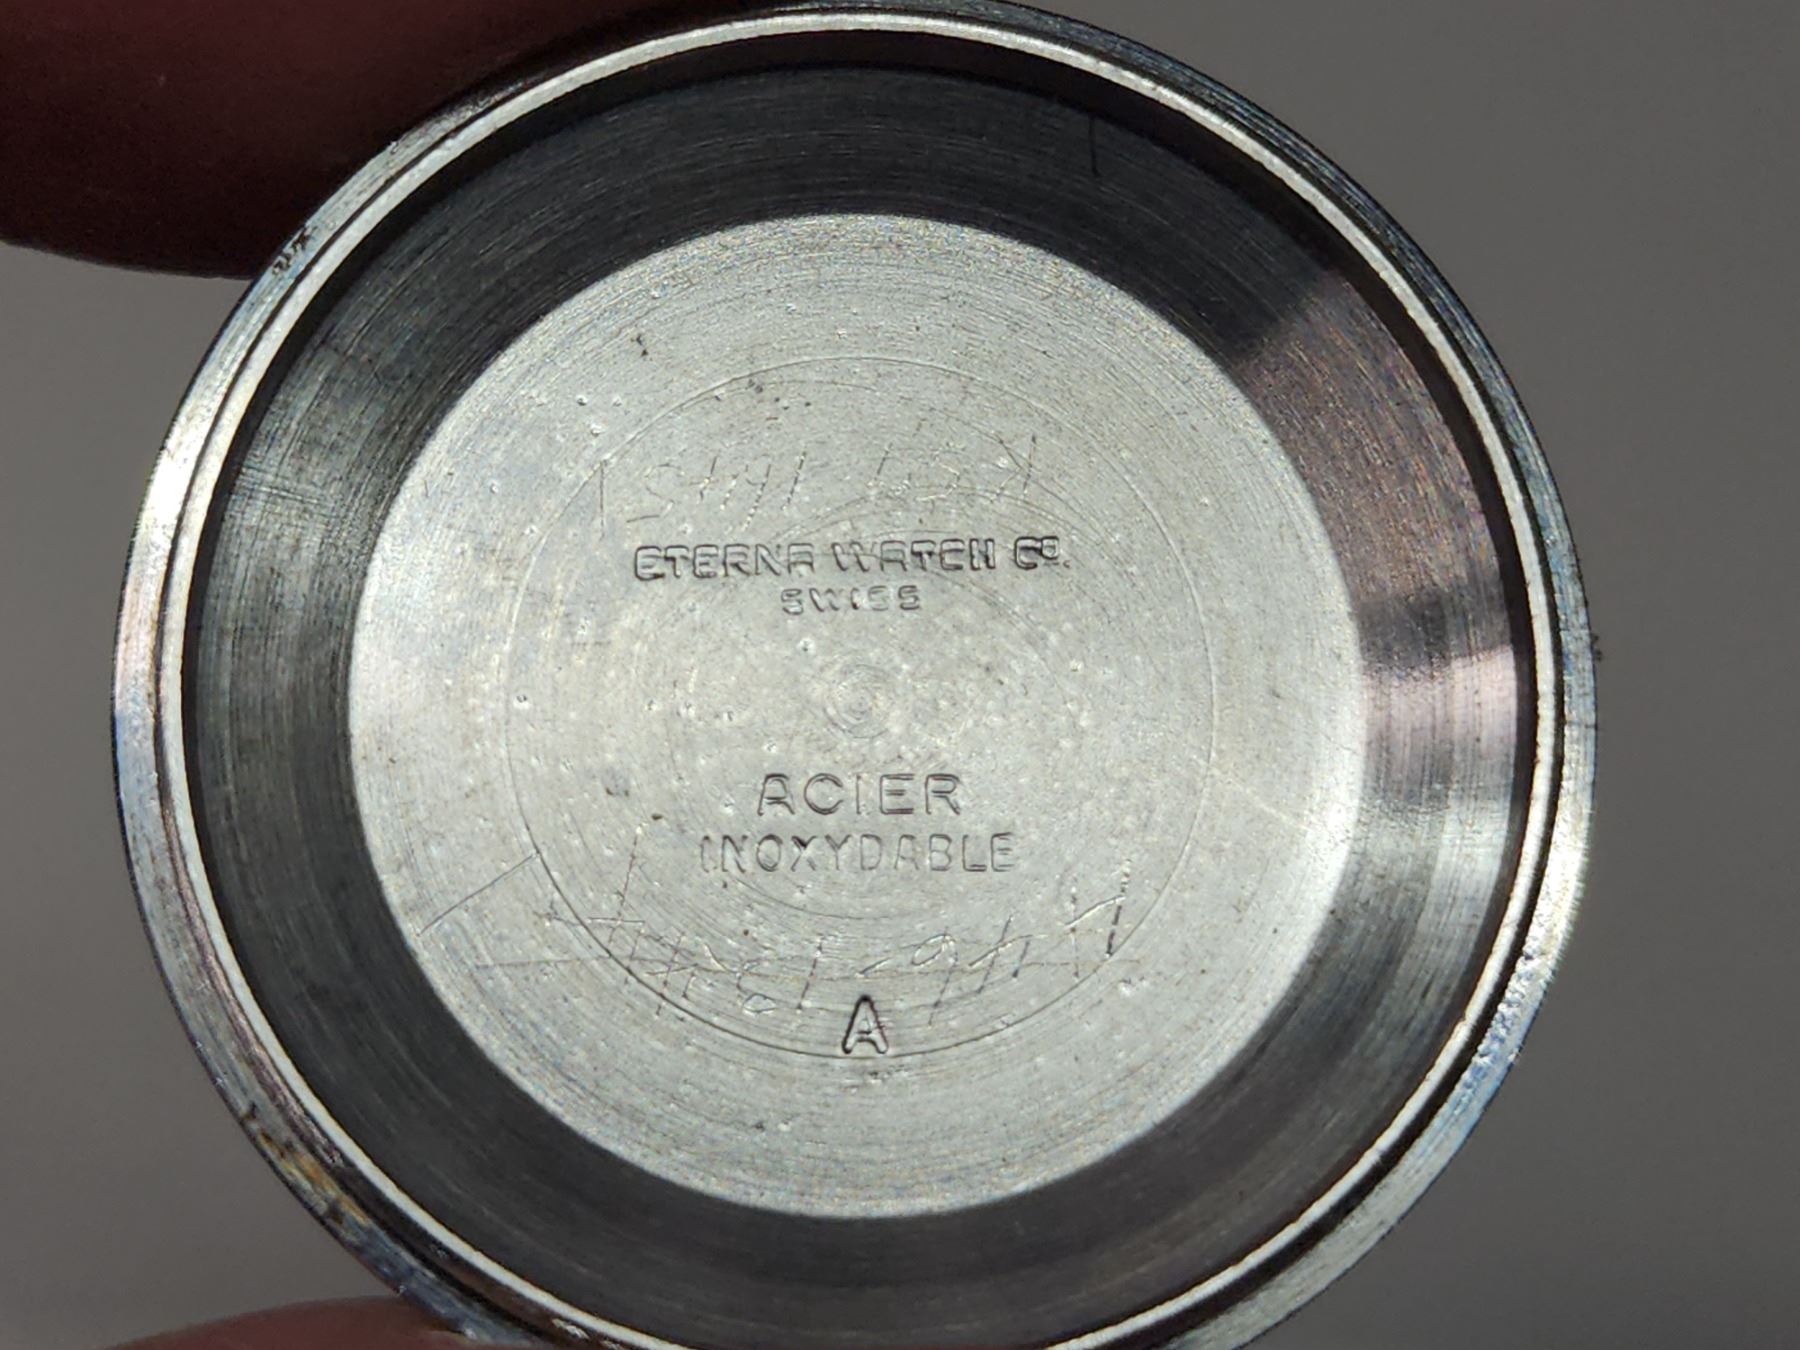 ETERNA WATCH Co.
SWISS
ACIER
INOXYDABLE
A